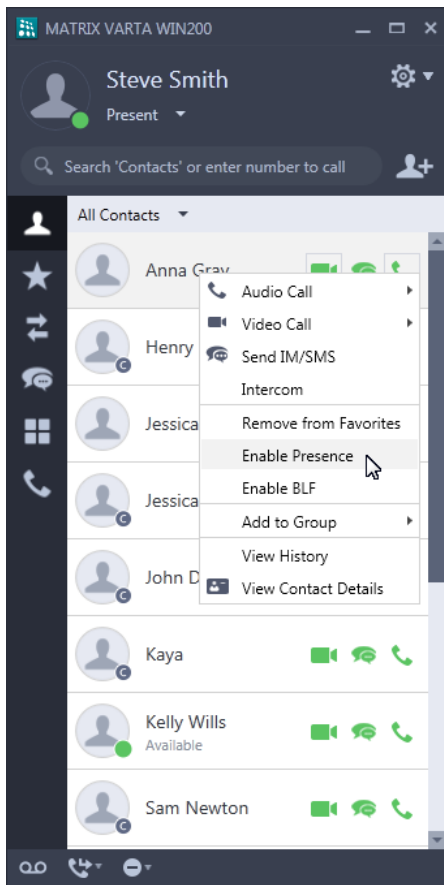 MATRIX VARTA WIN200
Steve Smith
Present
Search 'Contacts' or enter number to call
All Contacts
Anna Gray
Audio Call
Video Call
Henry
Send IM/SMS
Intercom
Jessica
Remove from Favorites
Enable Presence
Enable BLF
Jessica
Add to Group
View History
John D
View Contact Details
Kaya
Kelly Wills
Available
Sam Newton